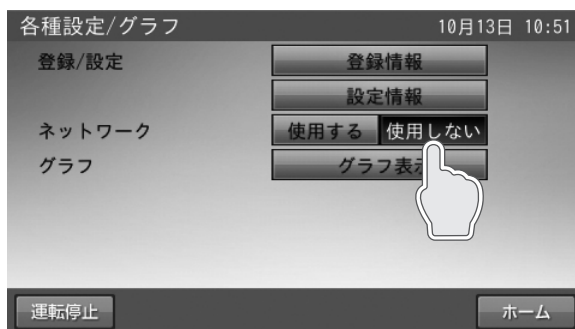 各種設定/グラフ 10月13日 10:51
登録/設定 登録情報
設定情報
ネットワーク 使用する 使用しない
グラフ グラフ表示
運転停止 ホーム